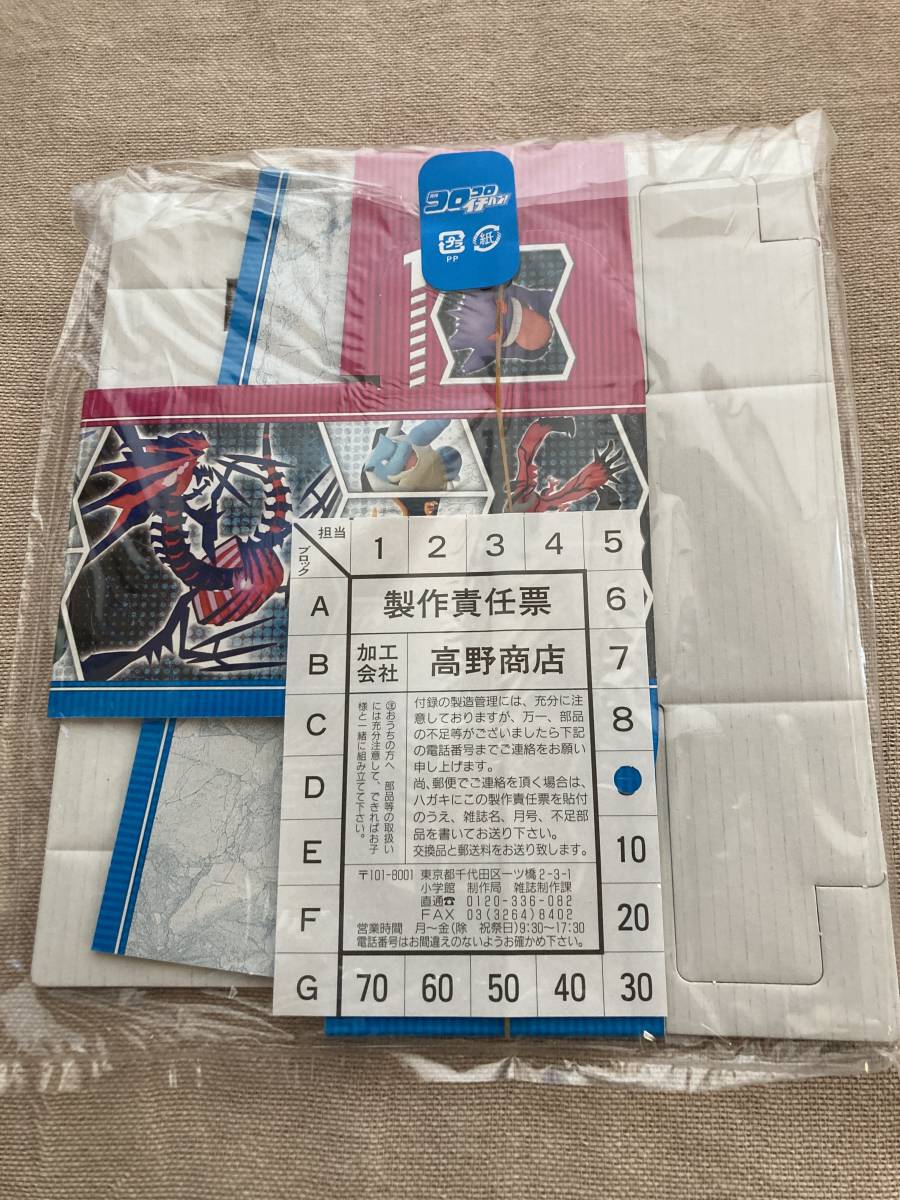 コロコロ
イチバン!
プラ
紙
PP
担当
ブロック
1 2 3 4 5
A
製作責任票
6
B
加工
会社
高野商店
7
C
8
D
E
10
F
20
G 70 60 50 40 30
付録の製造管理には、充分に注
意しておりますが、万一、部品
の不足等がございましたら下記
の電話番号までご連絡をお願い
申し上げます。
尚、郵便でご連絡を頂く場合は、
ハガキにこの製作責任票を貼付
のうえ、雑誌名、月号、不足部
品を書いてお送り下さい。
交換品と郵送料をお送り致します。
おうちの方へ 部品等の取扱い
には充分注意して、できればお子
様と一緒に組み立てて下さい。
〒101-8001 東京都千代田区一ツ橋2-3-1
小学館 制作局 雑誌制作課
直通☎ 0120-336-082
FAX 03(3264)8402
営業時間 月～金(除 祝祭日)9:30～17:30
電話番号はお間違えのないようお確かめ下さい。